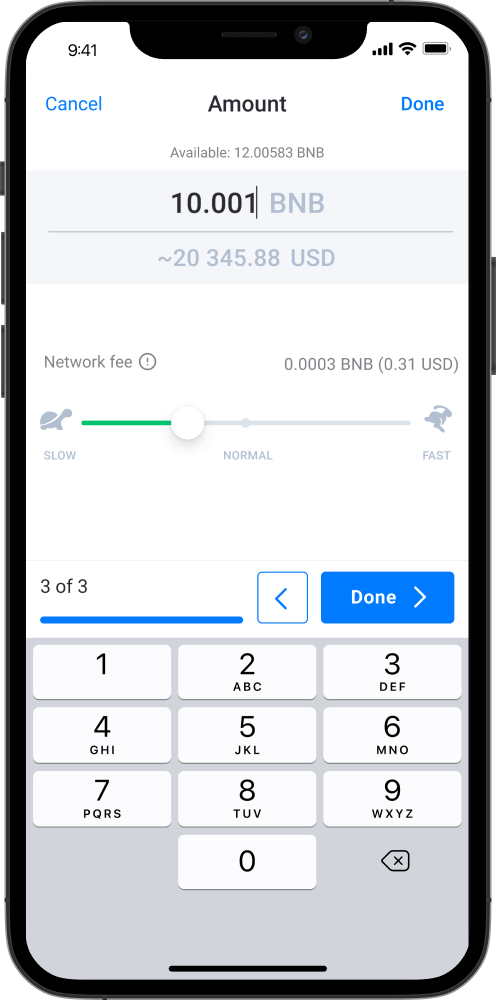 9:41
Cancel Amount Done
Available: 12.00583 BNB
10.001 BNB
~20 345.88 USD
Network fee 0.0003 BNB (0.31 USD)
SLOW NORMAL FAST
3 of 3 Done
1 2 3
ABC DEF
4 5 6
GHI JKL MNO
7 8 9
PQRS TUV WXYZ
0